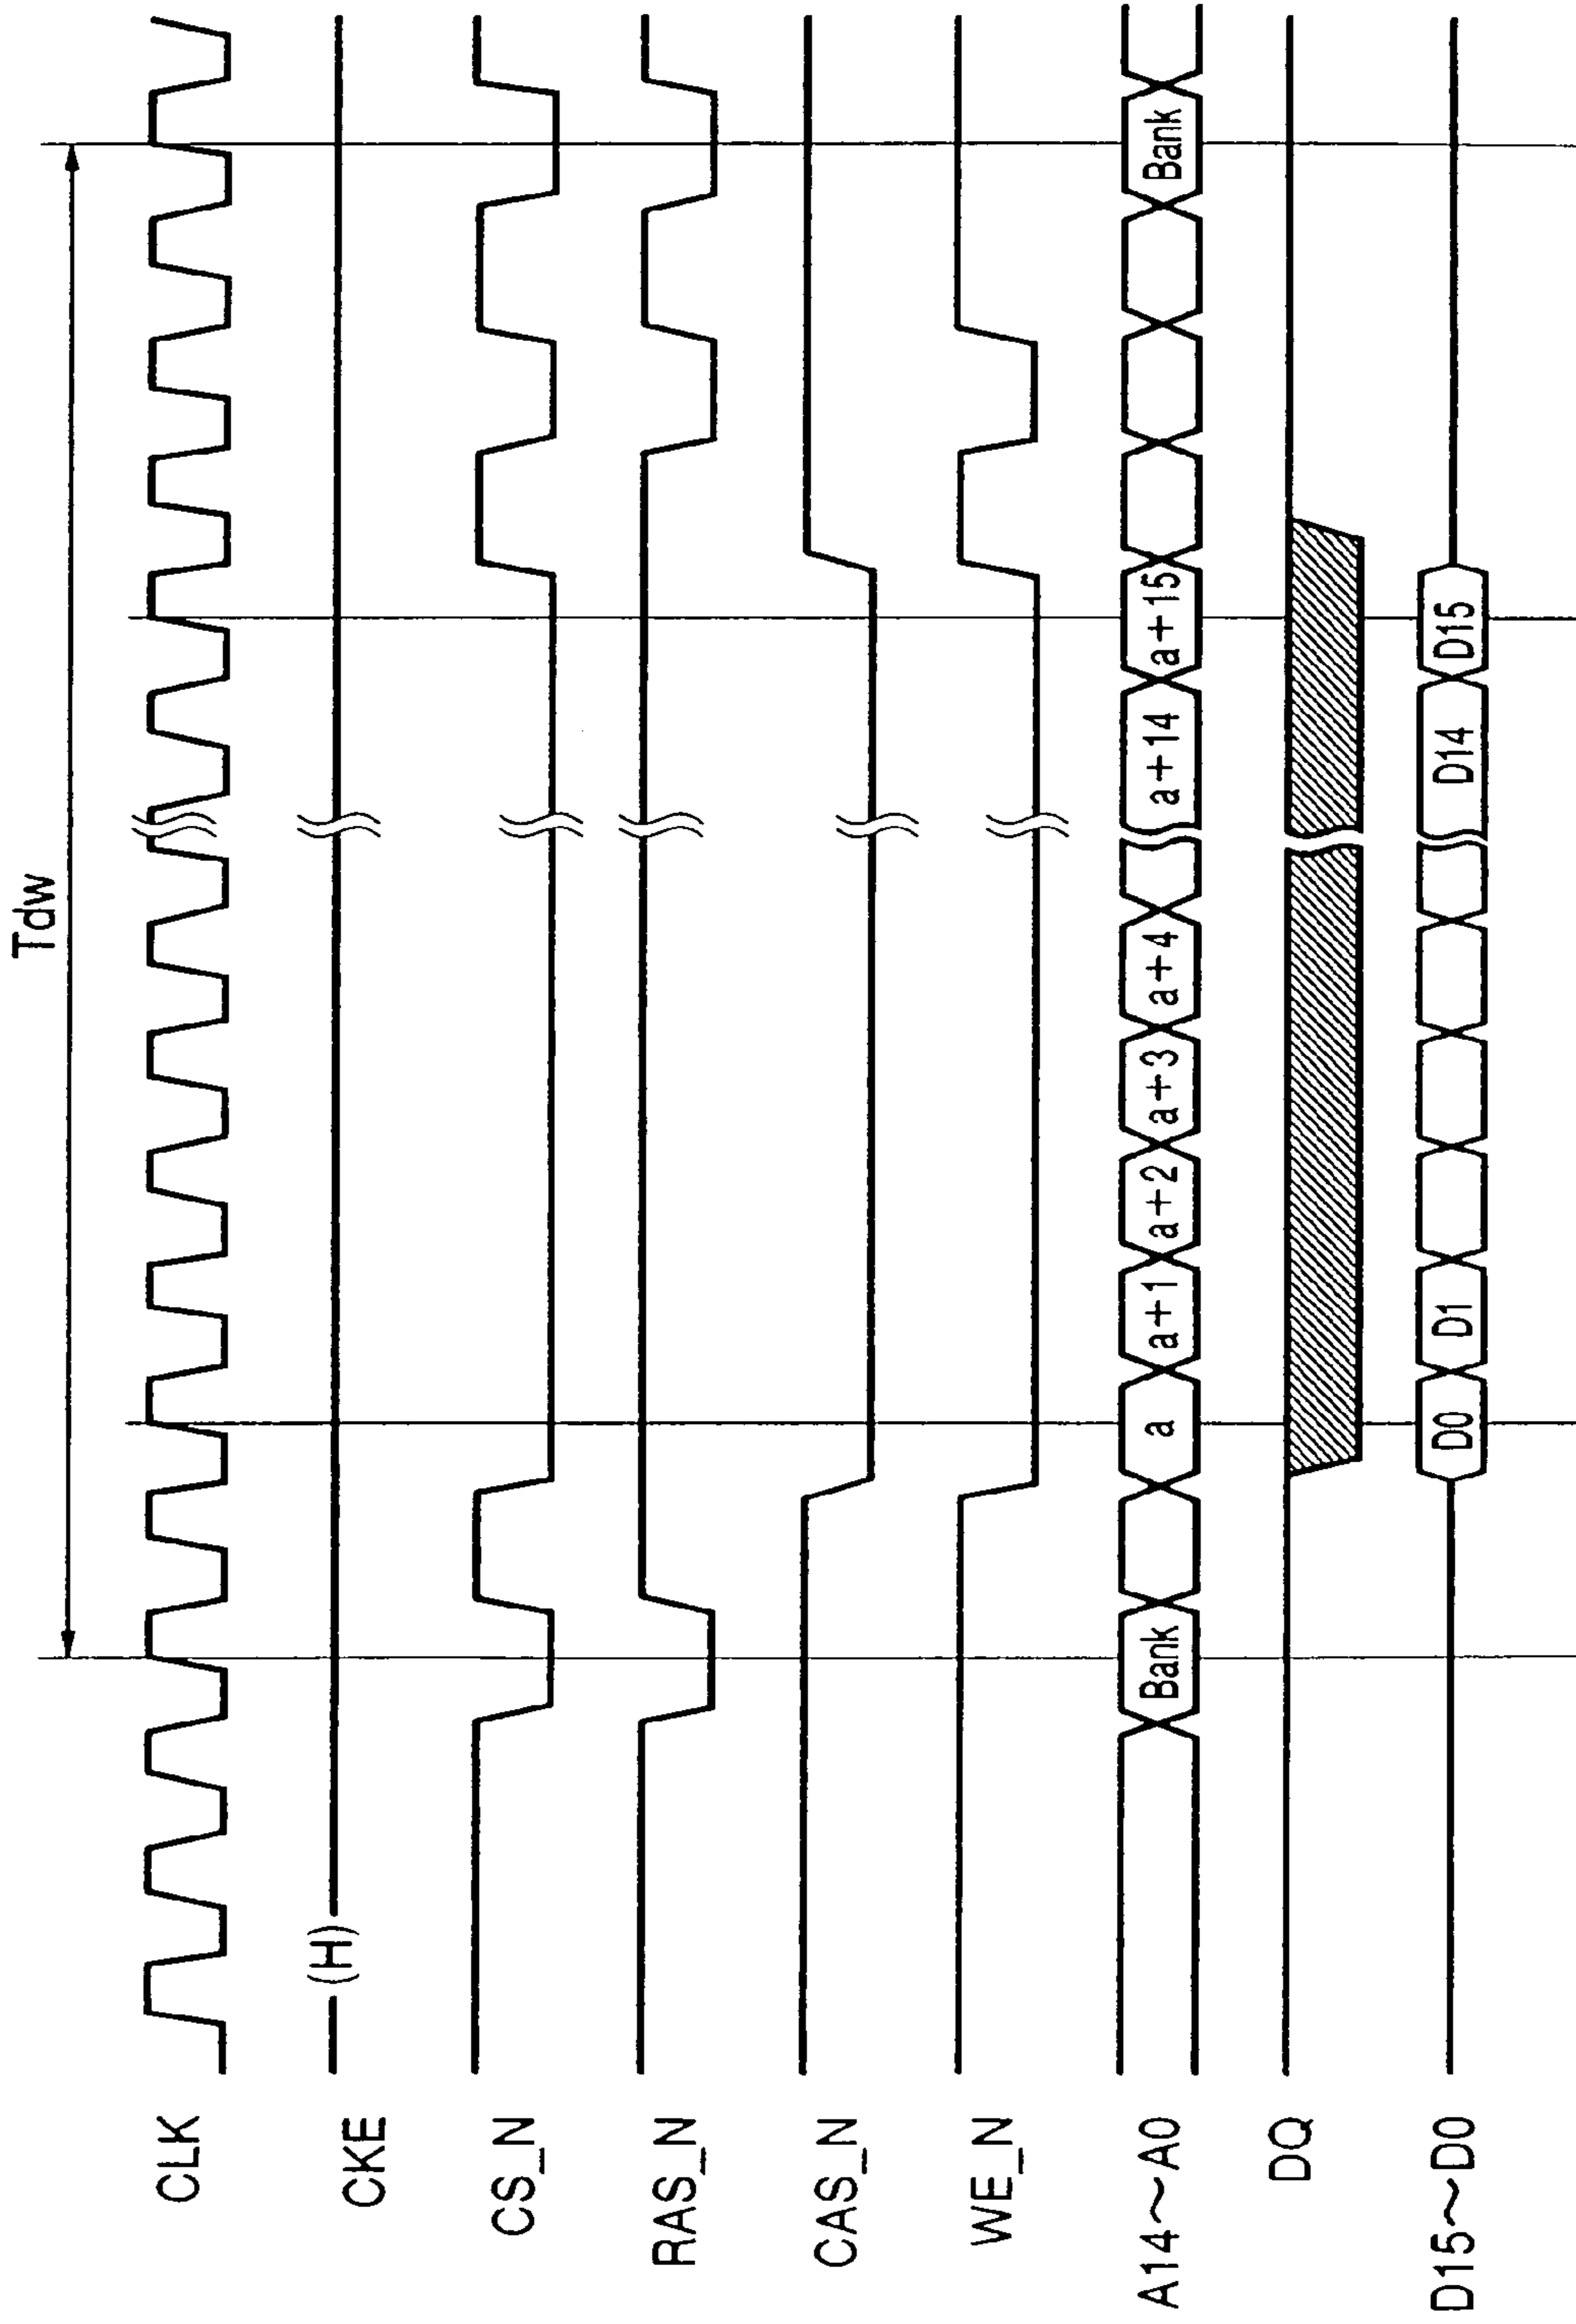 Tdw
CLK
CKE
(H)
CS_N
RAS_N
CAS_N
WE_N
A14～A0
Bank
a
a+1
a+2
a+3
a+4
a+14
a+15
Bank
DQ
D15～D0
D0
D1
D14
D15